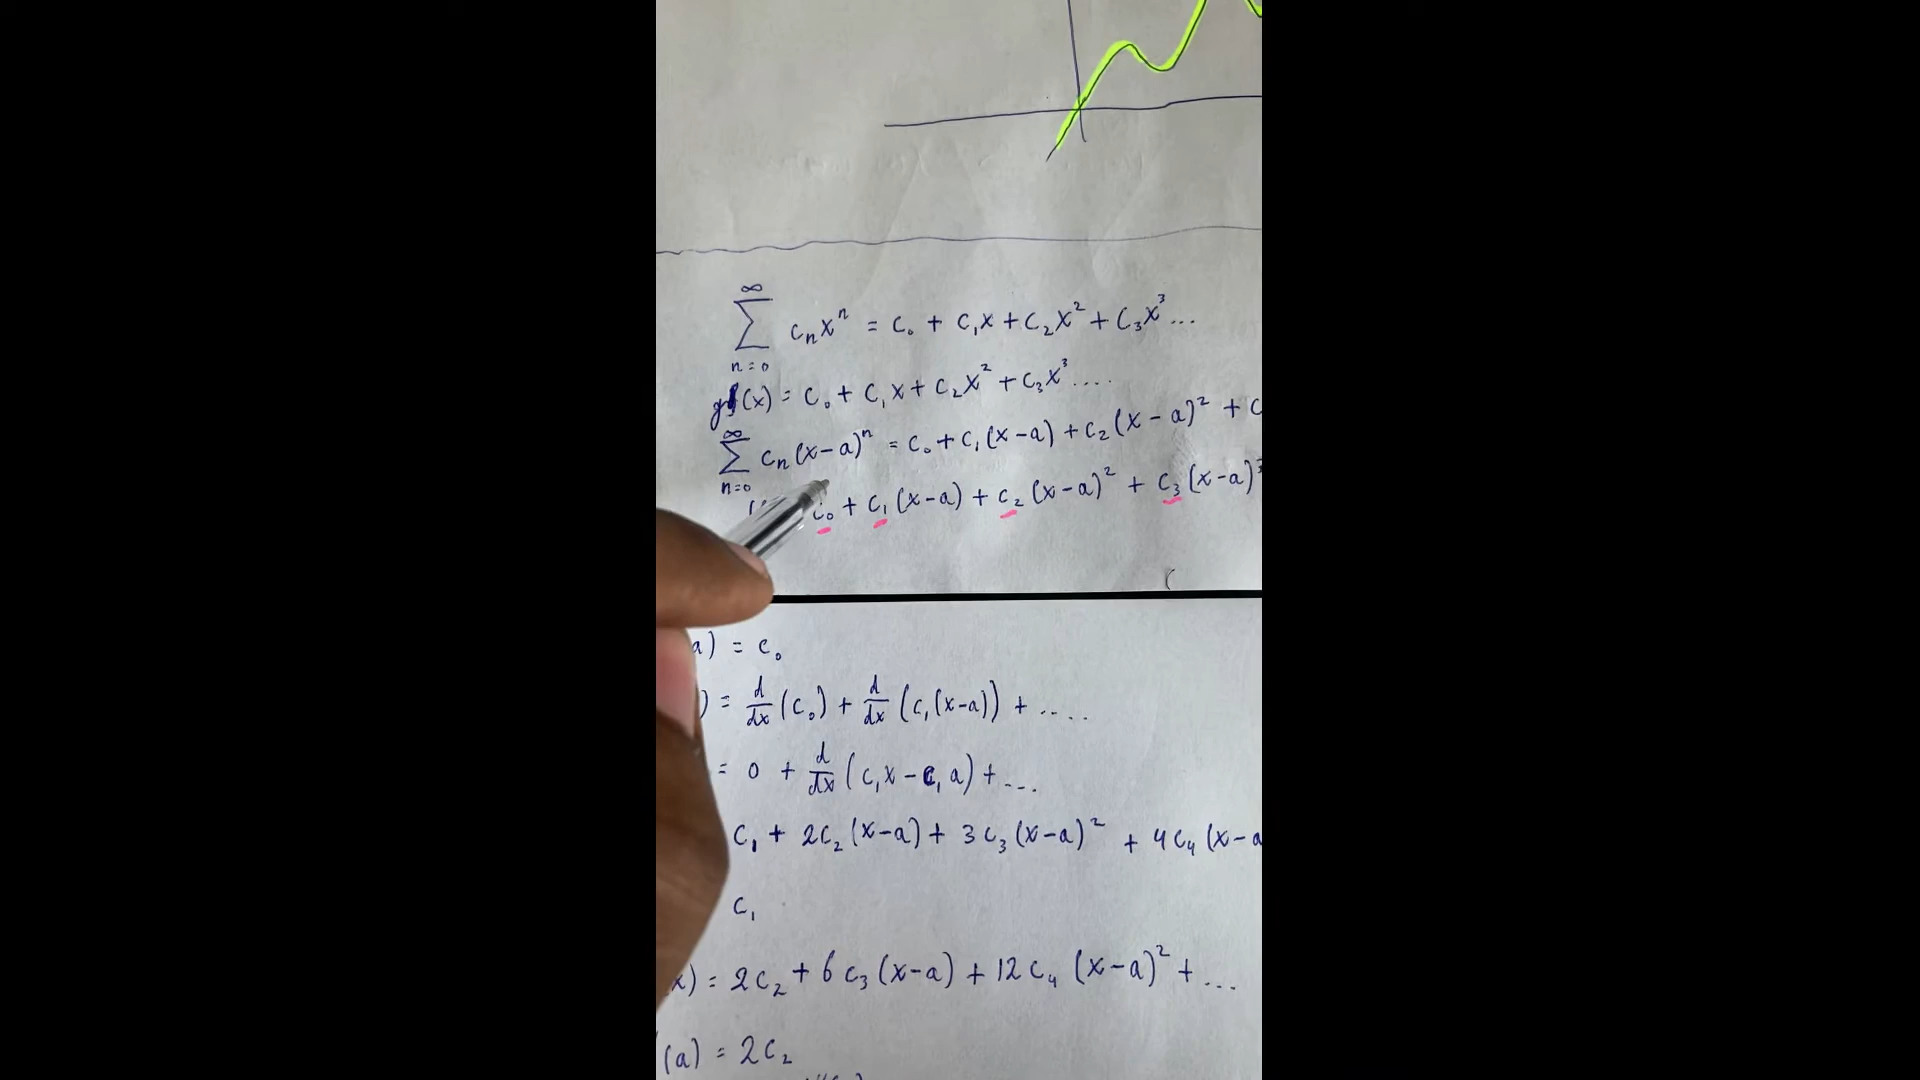 ∞
∑ cₙxⁿ = c₀ + c₁x + c₂x² + c₃x³ ...
n=0
g(x) = c₀ + c₁x + c₂x² + c₃x³ ....
∞
∑ cₙ(x-a)ⁿ = c₀ + c₁(x-a) + c₂(x-a)² + c
n=0
c₀ + c₁(x-a) + c₂(x-a)² + c₃(x-a)³
(
a) = c₀
) = d/dx (c₀) + d/dx (c₁(x-a)) + ....
= 0 + d/dx (c₁x - c₁a) + ...
c₁ + 2c₂(x-a) + 3c₃(x-a)² + 4c₄(x-a
c₁
x) = 2c₂ + 6c₃(x-a) + 12c₄(x-a)² + ...
(a) = 2c₂